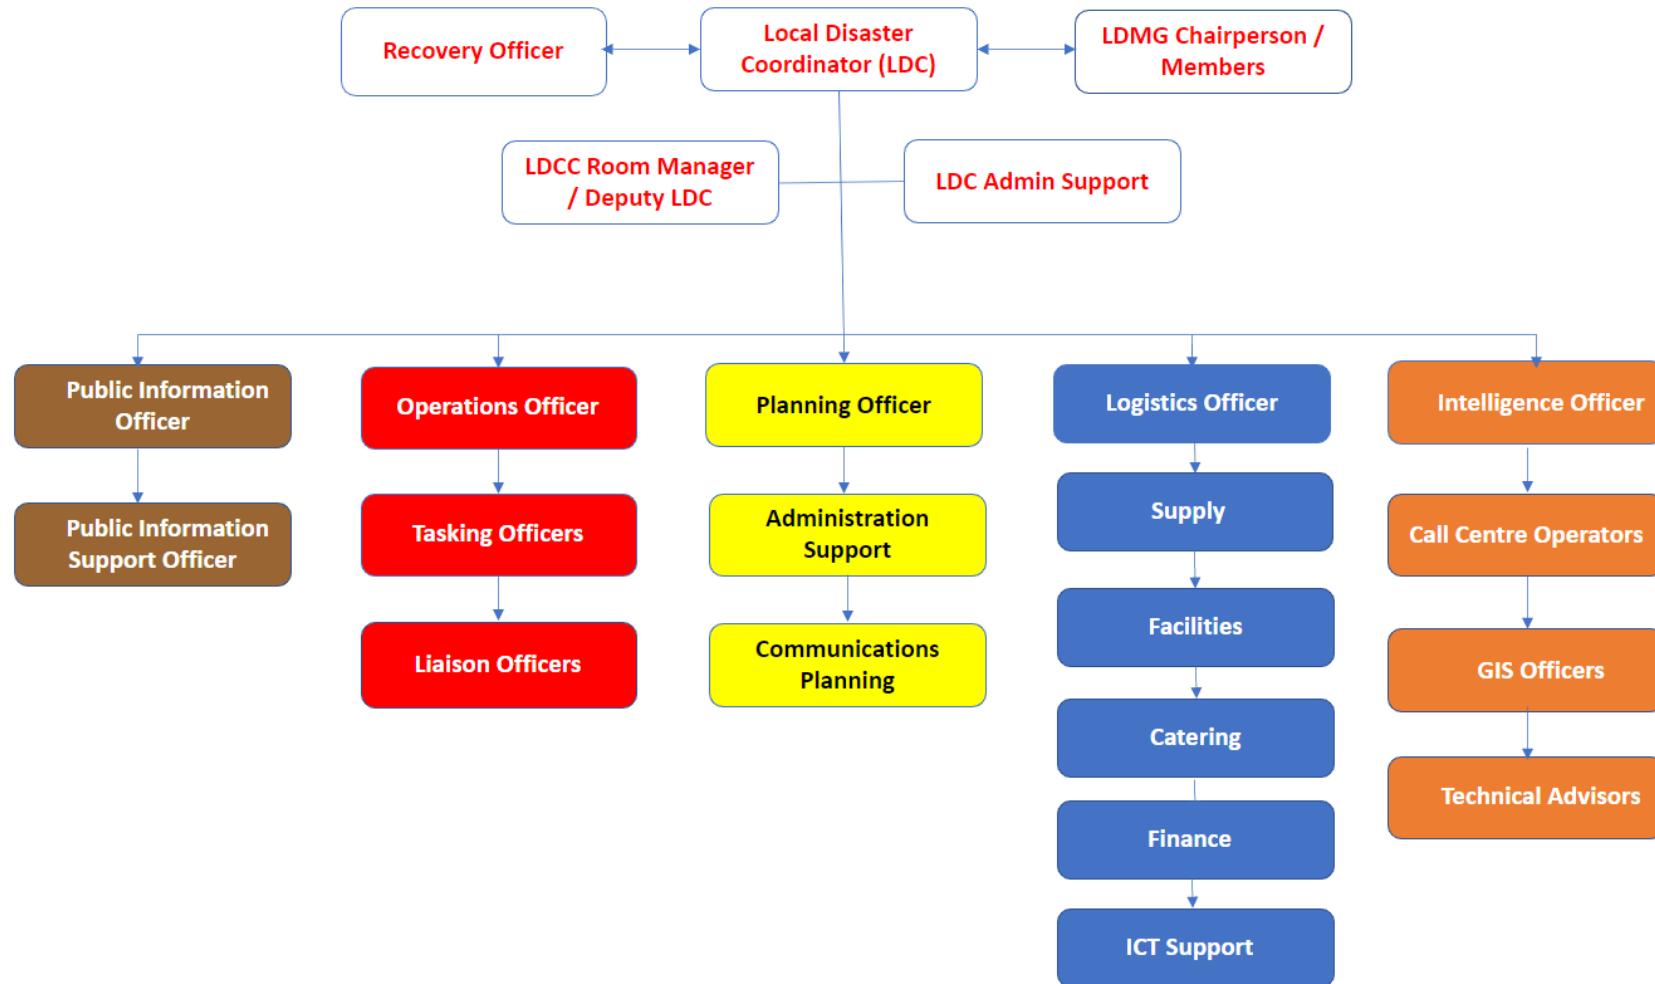 Recovery Officer
Local Disaster
Coordinator (LDC)
LDMG Chairperson /
Members
LDCC Room Manager
/ Deputy LDC
LDC Admin Support
Public Information
Officer
Operations Officer
Planning Officer
Logistics Officer
Intelligence Officer
Public Information
Support Officer
Tasking Officers
Administration
Support
Supply
Call Centre Operators
Liaison Officers
Communications
Planning
Facilities
GIS Officers
Catering
Technical Advisors
Finance
ICT Support